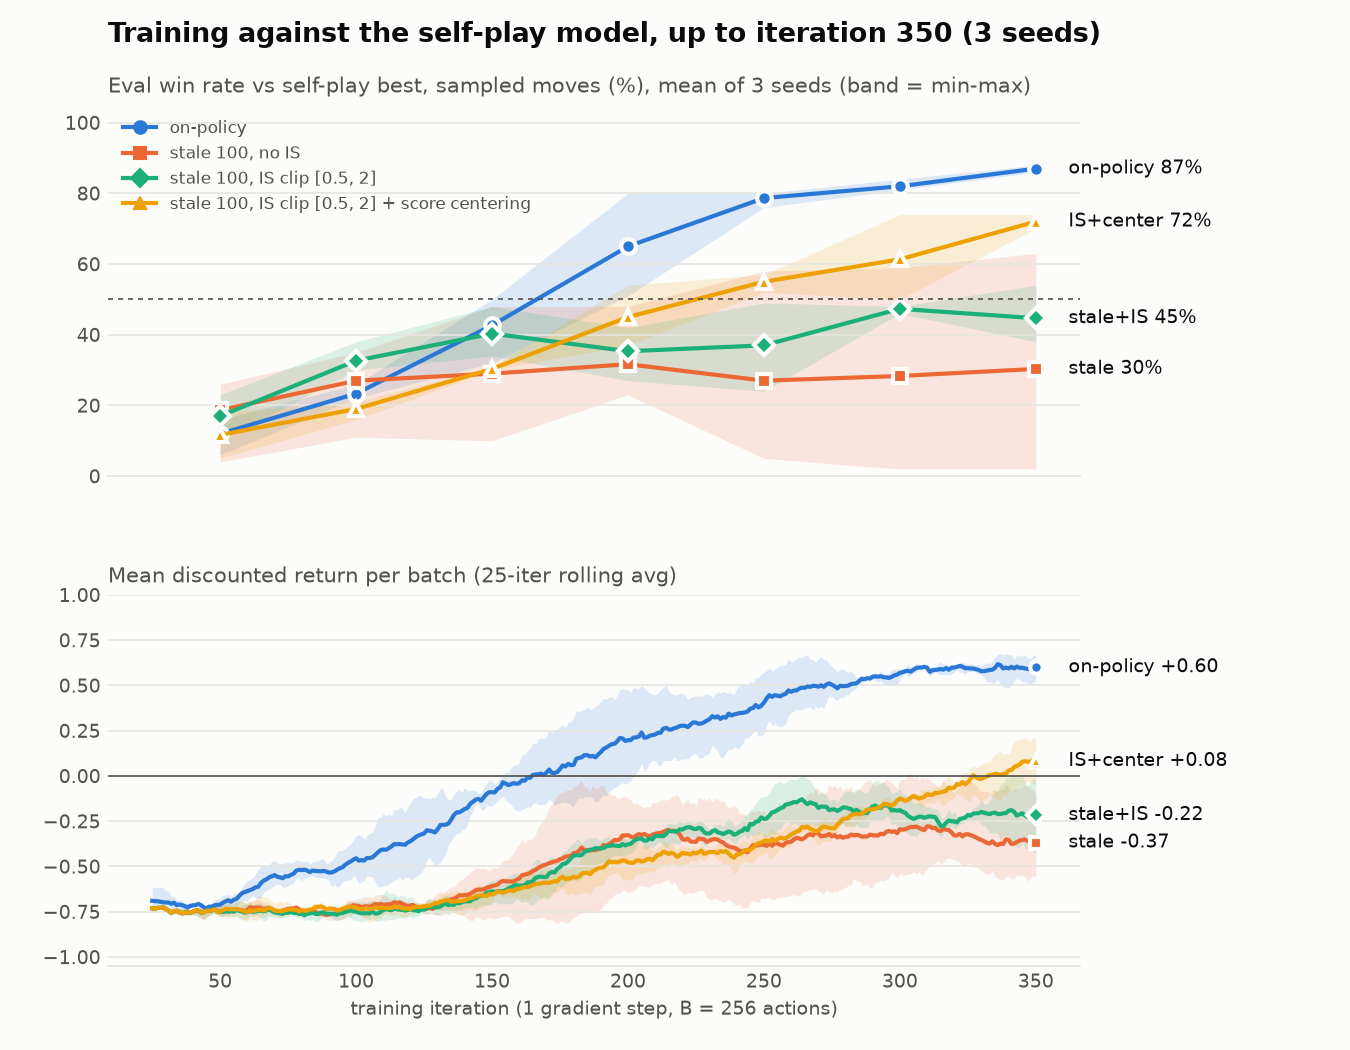 Training against the self-play model, up to iteration 350 (3 seeds)
Eval win rate vs self-play best, sampled moves (%), mean of 3 seeds (band = min-max)
100
80
60
40
20
0
on-policy
stale 100, no IS
stale 100, IS clip [0.5, 2]
stale 100, IS clip [0.5, 2] + score centering
on-policy 87%
IS+center 72%
stale+IS 45%
stale 30%
Mean discounted return per batch (25-iter rolling avg)
1.00
0.75
0.50
0.25
0.00
−0.25
−0.50
−0.75
−1.00
on-policy +0.60
IS+center +0.08
stale+IS -0.22
stale -0.37
50 100 150 200 250 300 350
training iteration (1 gradient step, B = 256 actions)